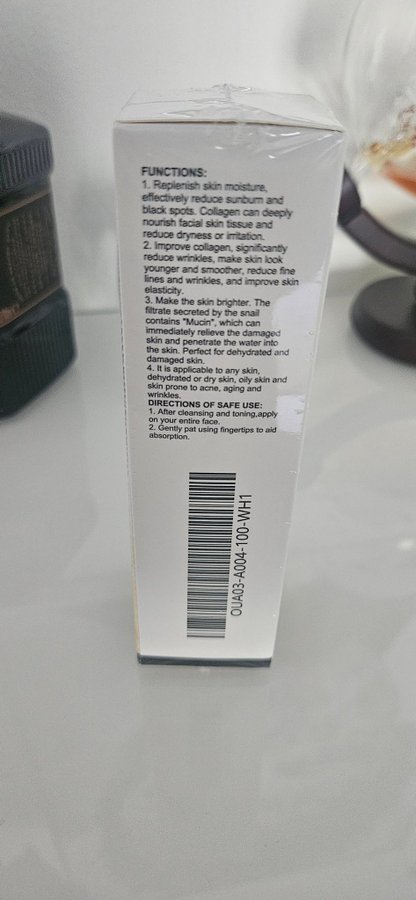 FUNCTIONS:
1. Replenish skin moisture,
effectively reduce sunburn and
black spots. Collagen can deeply
nourish facial skin tissue and
reduce dryness or irritation.
2. Improve collagen, significantly
reduce wrinkles, make skin look
younger and smoother, reduce fine
lines and wrinkles, and improve skin
elasticity.
3. Make the skin brighter. The
filtrate secreted by the snail
contains "Mucin", which can
immediately relieve the damaged
skin and penetrate the water into
the skin. Perfect for dehydrated and
damaged skin.
4. It is applicable to any skin,
dehydrated or dry skin, oily skin and
skin prone to acne, aging and
wrinkles.
DIRECTIONS OF SAFE USE:
1. After cleansing and toning,apply
on your entire face.
2. Gently pat using fingertips to aid
absorption.
OUA03-A004-100-WH1